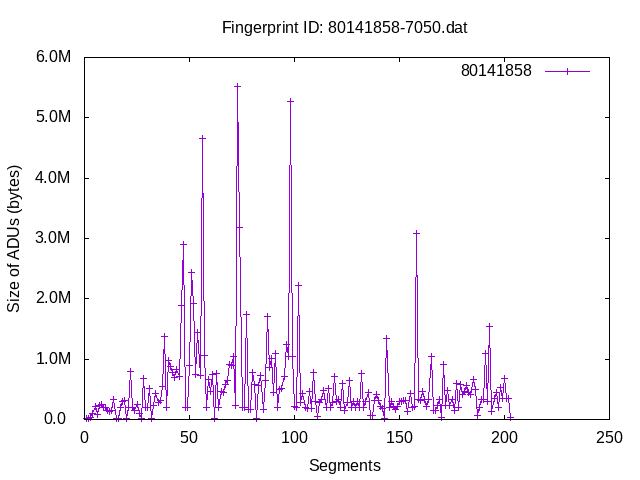 Fingerprint ID: 80141858-7050.dat
80141858
6.0M
5.0M
4.0M
3.0M
2.0M
1.0M
0.0
Size of ADUs (bytes)
0 50 100 150 200 250
Segments